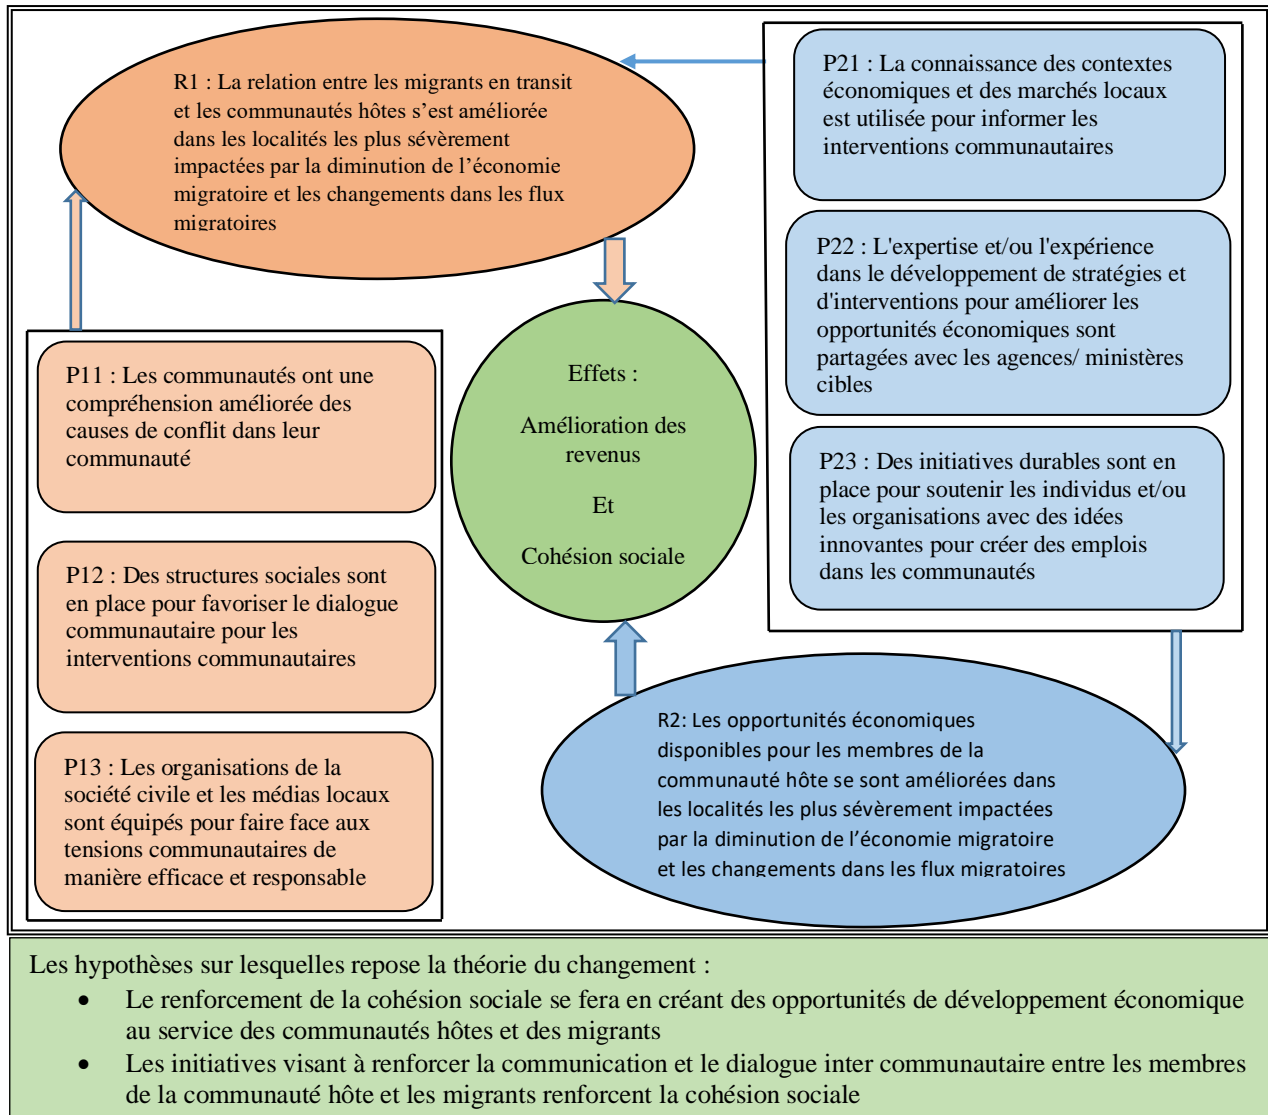 R1 : La relation entre les migrants en transit
et les communautés hôtes s’est améliorée
dans les localités les plus sévèrement
impactées par la diminution de l’économie
migratoire et les changements dans les flux
migratoires
P21 : La connaissance des contextes
économiques et des marchés locaux
est utilisée pour informer les
interventions communautaires
P22 : L'expertise et/ou l'expérience
dans le développement de stratégies et
d'interventions pour améliorer les
opportunités économiques sont
partagées avec les agences/ ministères
cibles
P23 : Des initiatives durables sont en
place pour soutenir les individus et/ou
les organisations avec des idées
innovantes pour créer des emplois
dans les communautés
Effets :
Amélioration des
revenus
Et
Cohésion sociale
P11 : Les communautés ont une
compréhension améliorée des
causes de conflit dans leur
communauté
P12 : Des structures sociales sont
en place pour favoriser le dialogue
communautaire pour les
interventions communautaires
P13 : Les organisations de la
société civile et les médias locaux
sont équipés pour faire face aux
tensions communautaires de
manière efficace et responsable
R2: Les opportunités économiques
disponibles pour les membres de la
communauté hôte se sont améliorées dans
les localités les plus sévèrement impactées
par la diminution de l’économie migratoire
et les changements dans les flux migratoires
Les hypothèses sur lesquelles repose la théorie du changement :
• Le renforcement de la cohésion sociale se fera en créant des opportunités de développement économique
au service des communautés hôtes et des migrants
• Les initiatives visant à renforcer la communication et le dialogue inter communautaire entre les membres
de la communauté hôte et les migrants renforcent la cohésion sociale